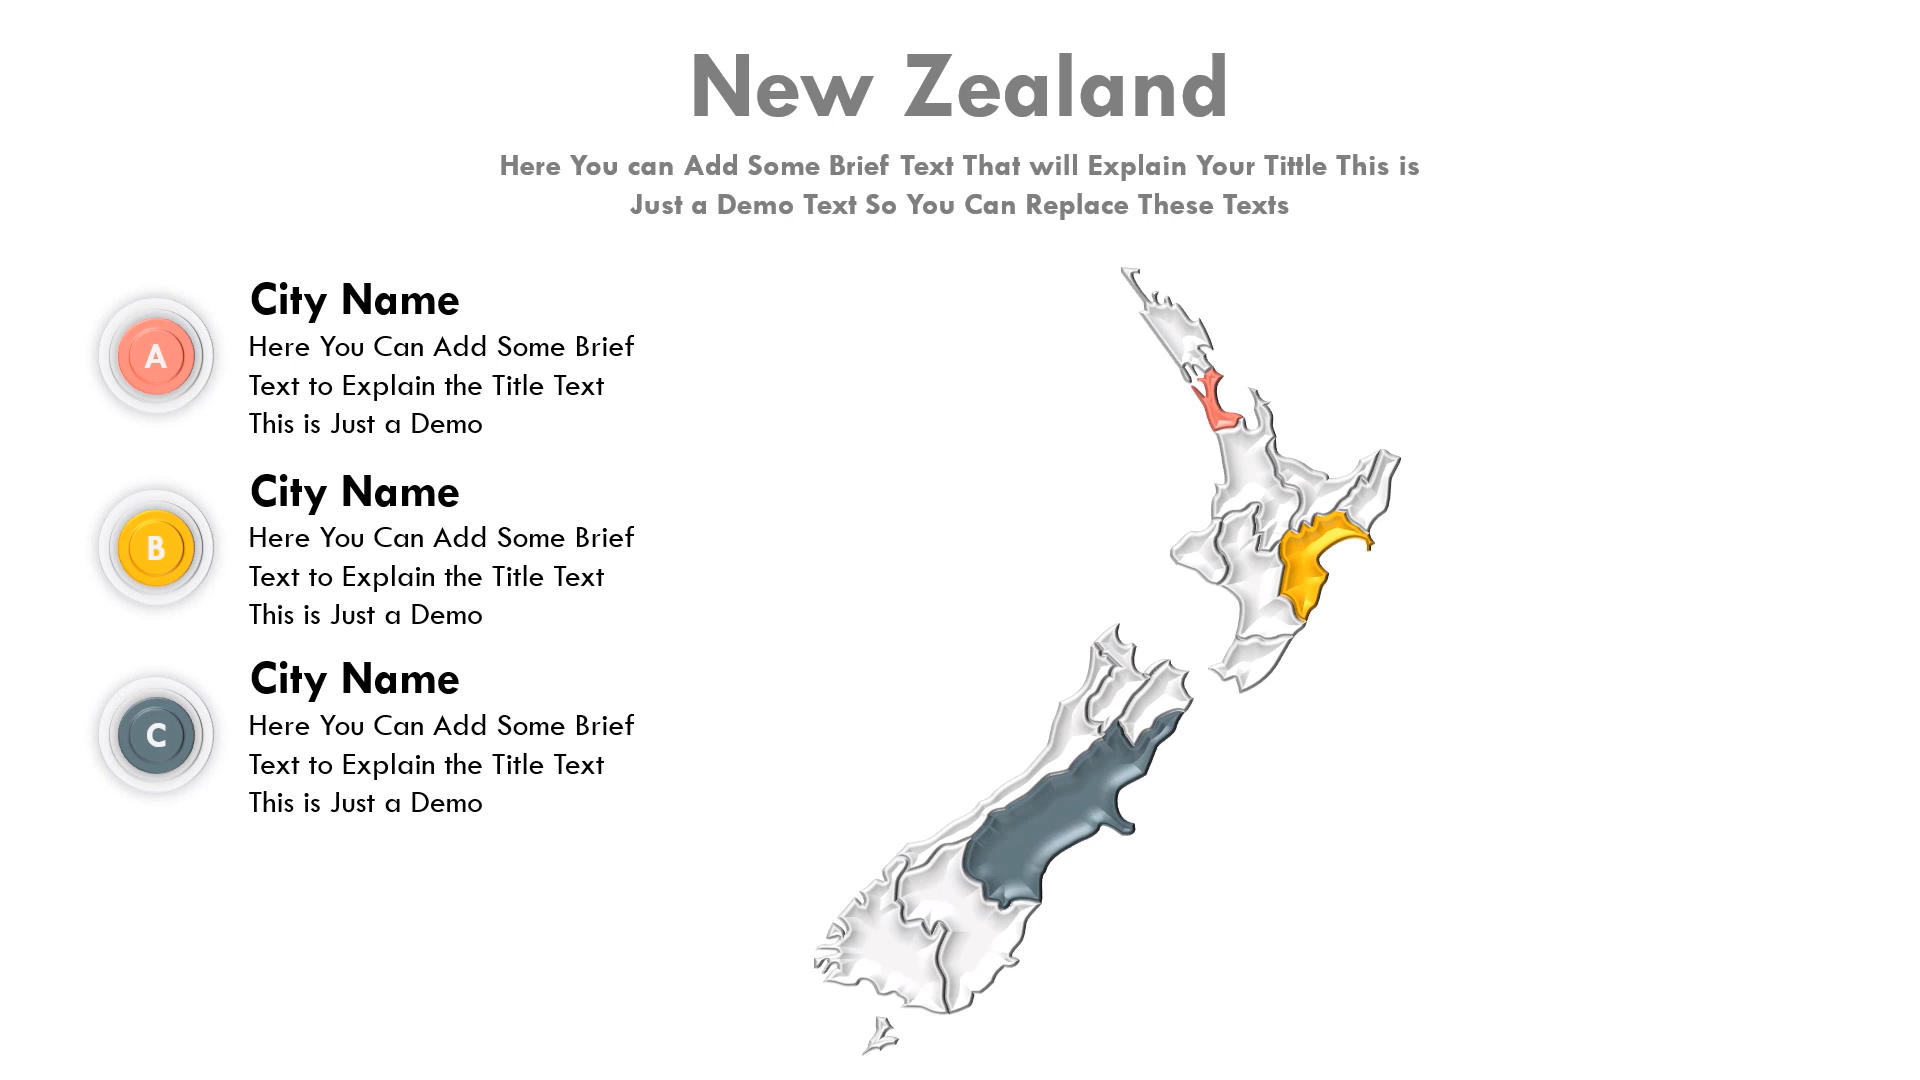 New Zealand
Here You can Add Some Brief Text That will Explain Your Tittle This is
Just a Demo Text So You Can Replace These Texts
A
City Name
Here You Can Add Some Brief
Text to Explain the Title Text
This is Just a Demo
B
City Name
Here You Can Add Some Brief
Text to Explain the Title Text
This is Just a Demo
C
City Name
Here You Can Add Some Brief
Text to Explain the Title Text
This is Just a Demo